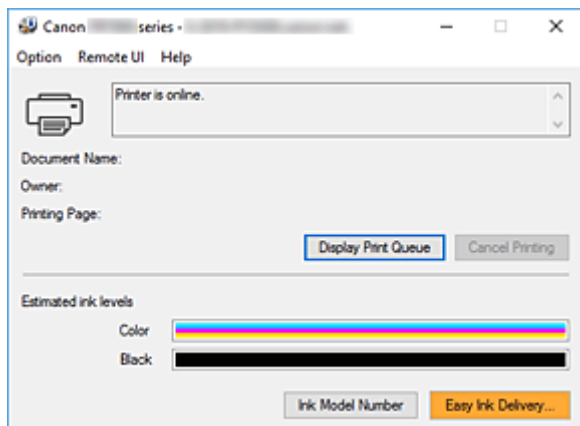 Canon series -
Option Remote UI Help
Printer is online.
Document Name:
Owner:
Printing Page:
Display Print Queue Cancel Printing
Estimated ink levels
Color
Black
Ink Model Number Easy Ink Delivery...